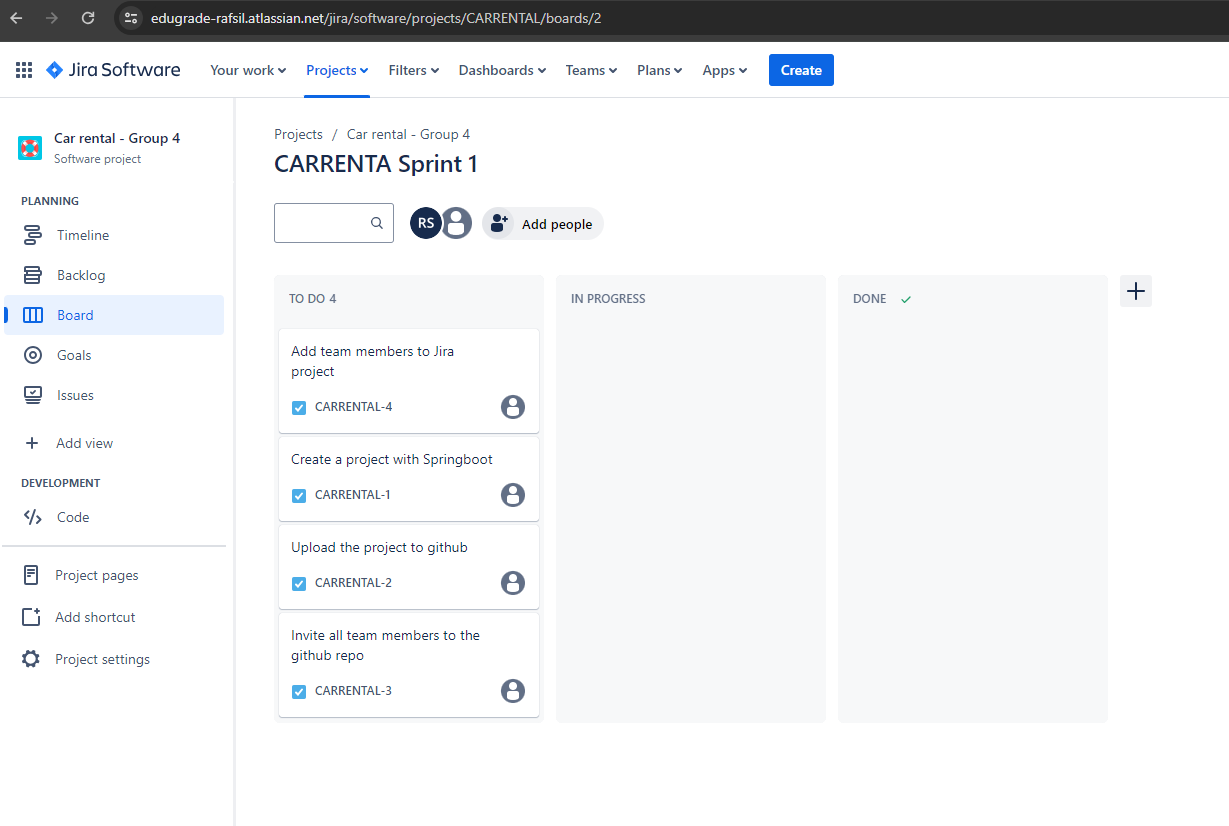 edugrade-rafsil.atlassian.net/jira/software/projects/CARRENTAL/boards/2
Jira Software
Your work
Projects
Filters
Dashboards
Teams
Plans
Apps
Create
Car rental - Group 4
Software project
PLANNING
Timeline
Backlog
Board
Goals
Issues
Add view
DEVELOPMENT
Code
Project pages
Add shortcut
Project settings
Projects / Car rental - Group 4
CARRENTA Sprint 1
RS
Add people
TO DO 4
Add team members to Jira
project
CARRENTAL-4
Create a project with Springboot
CARRENTAL-1
Upload the project to github
CARRENTAL-2
Invite all team members to the
github repo
CARRENTAL-3
IN PROGRESS
DONE